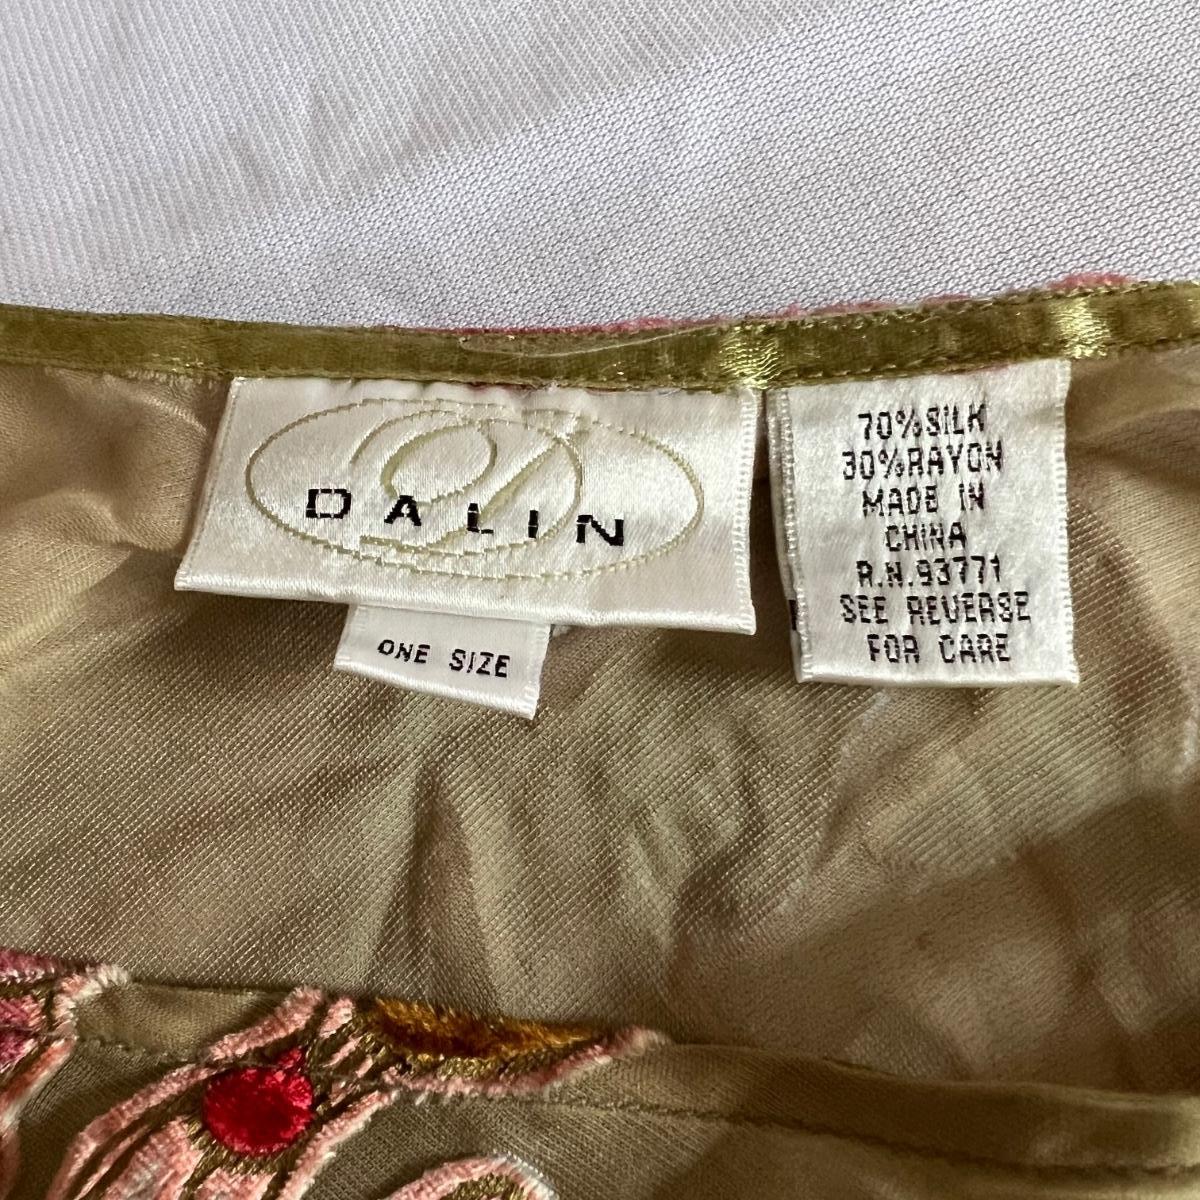 D
DALIN
ONE SIZE
70%SILK
30%RAYON
MADE IN
CHINA
R.N.93771
SEE REVERSE
FOR CARE